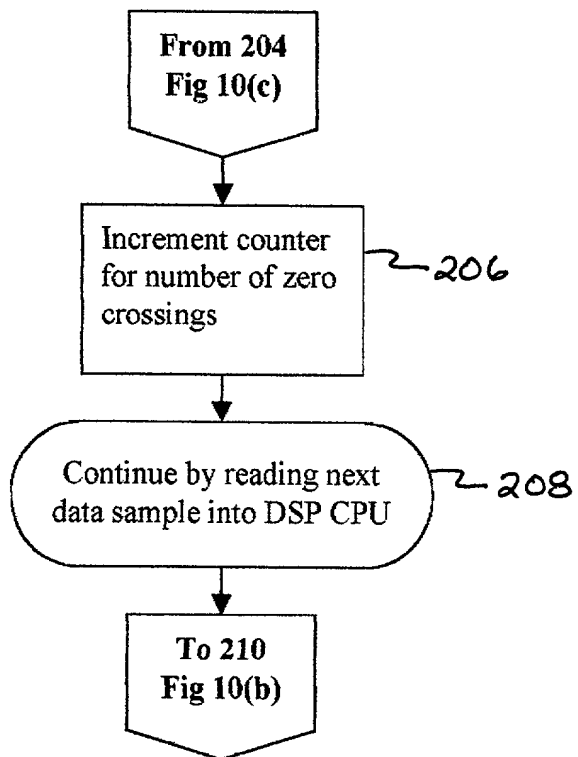 From 204
Fig 10(c)
Increment counter
for number of zero
crossings
206
Continue by reading next
data sample into DSP CPU
208
To 210
Fig 10(b)